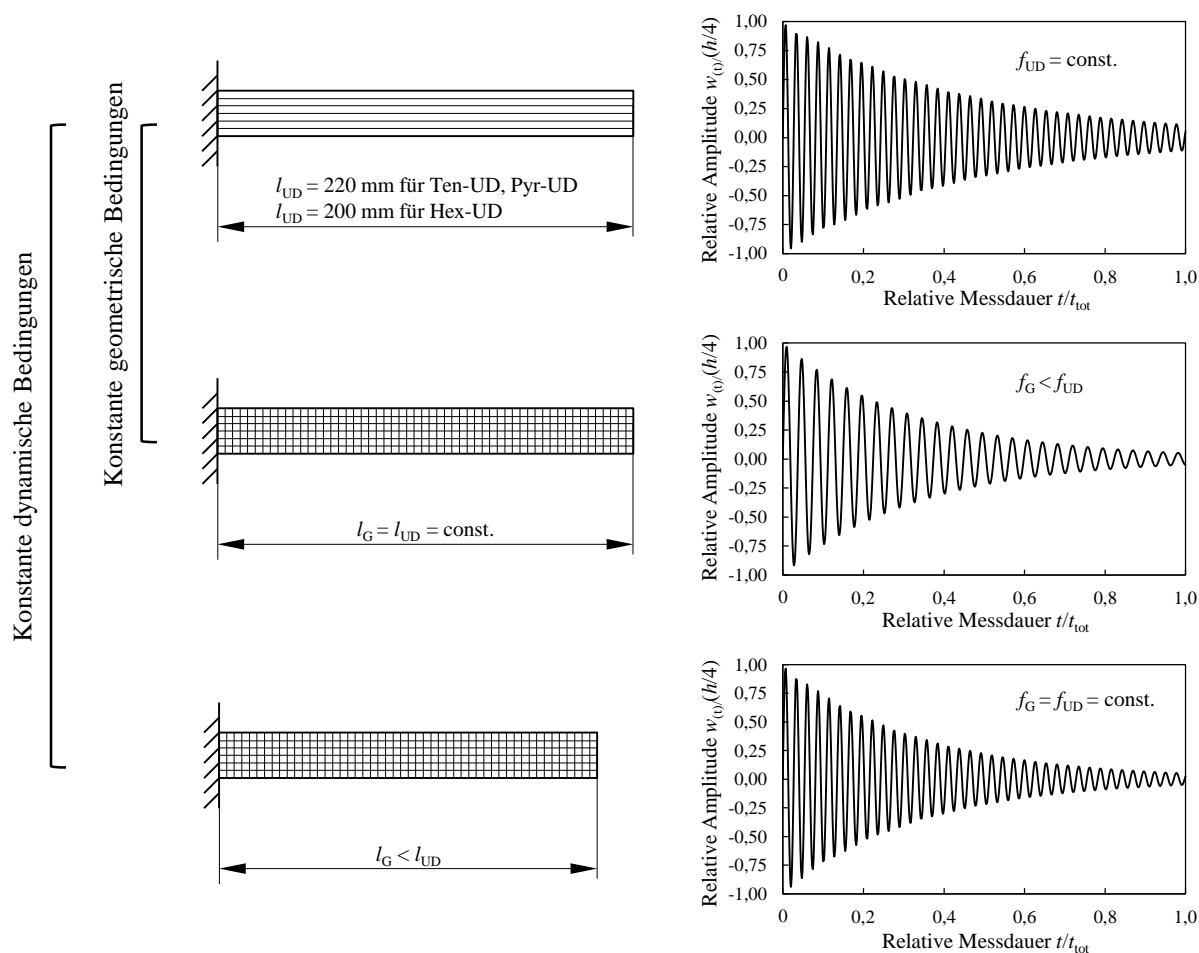 Konstante dynamische Bedingungen
Konstante geometrische Bedingungen
l_UD = 220 mm für Ten-UD, Pyr-UD
l_UD = 200 mm für Hex-UD
Relative Amplitude w_(t)/(h/4)
1,00
0,75
0,50
0,25
0,00
-0,25
-0,50
-0,75
-1,00
f_UD = const.
0 0,2 0,4 0,6 0,8 1,0
Relative Messdauer t/t_tot
l_G = l_UD = const.
Relative Amplitude w_(t)/(h/4)
1,00
0,75
0,50
0,25
0,00
-0,25
-0,50
-0,75
-1,00
f_G < f_UD
0 0,2 0,4 0,6 0,8 1,0
Relative Messdauer t/t_tot
l_G < l_UD
Relative Amplitude w_(t)/(h/4)
1,00
0,75
0,50
0,25
0,00
-0,25
-0,50
-0,75
-1,00
f_G = f_UD = const.
0 0,2 0,4 0,6 0,8 1,0
Relative Messdauer t/t_tot